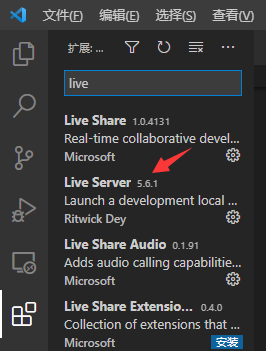 文件(F) 编辑(E) 选择(S) 查看(V)
扩展: ...
live
Live Share 1.0.4131
Real-time collaborative devel...
Microsoft
Live Server 5.6.1
Launch a development local ...
Ritwick Dey
Live Share Audio 0.1.91
Adds audio calling capabilitie...
Microsoft
Live Share Extensio... 0.4.0
Collection of extensions that ...
Microsoft 安装